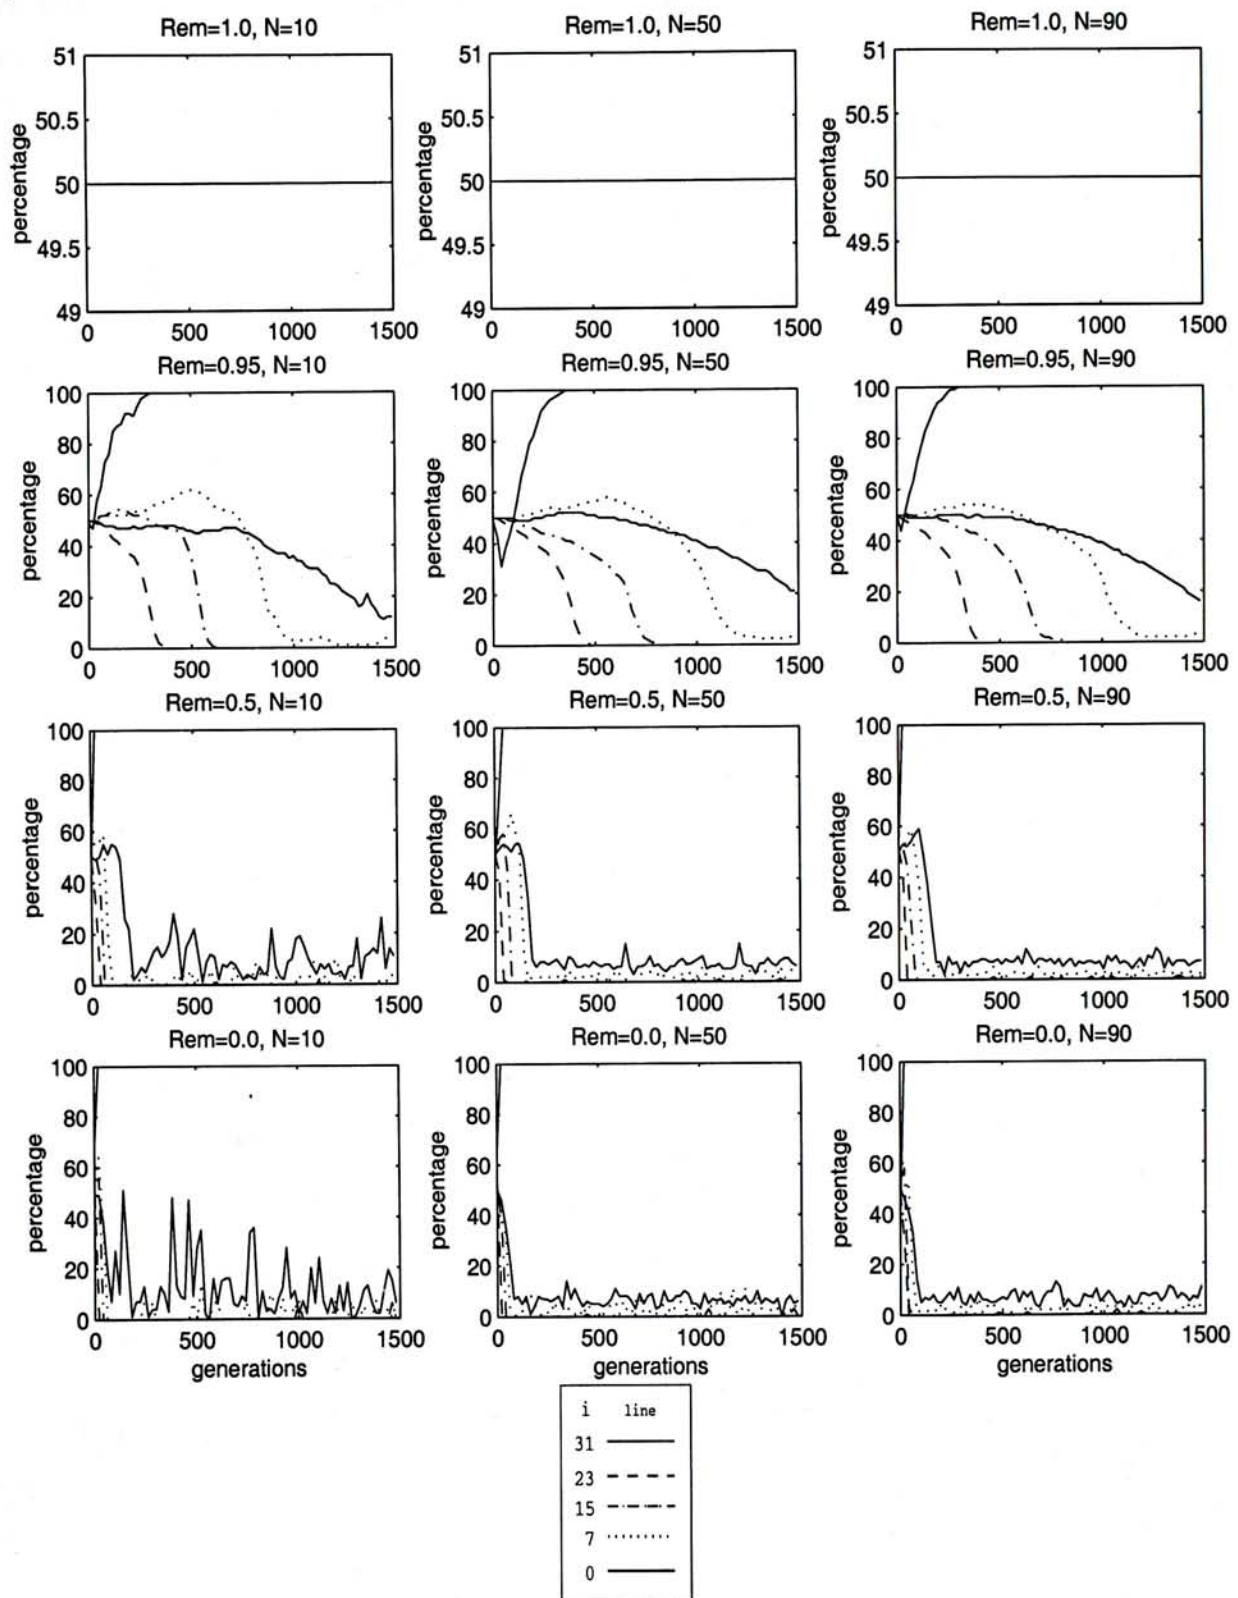 Rem=1.0, N=10
Rem=1.0, N=50
Rem=1.0, N=90
percentage
51
50.5
50
49.5
49
0 500 1000 1500
percentage
51
50.5
50
49.5
49
0 500 1000 1500
percentage
51
50.5
50
49.5
49
0 500 1000 1500
Rem=0.95, N=10
Rem=0.95, N=50
Rem=0.95, N=90
percentage
100
80
60
40
20
0
0 500 1000 1500
percentage
100
80
60
40
20
0
0 500 1000 1500
percentage
100
80
60
40
20
0
0 500 1000 1500
Rem=0.5, N=10
Rem=0.5, N=50
Rem=0.5, N=90
percentage
100
80
60
40
20
0
0 500 1000 1500
percentage
100
80
60
40
20
0
0 500 1000 1500
percentage
100
80
60
40
20
0
0 500 1000 1500
Rem=0.0, N=10
Rem=0.0, N=50
Rem=0.0, N=90
percentage
100
80
60
40
20
0
0 500 1000 1500
generations
percentage
100
80
60
40
20
0
0 500 1000 1500
generations
percentage
100
80
60
40
20
0
0 500 1000 1500
generations
i line
31
23
15
7
0